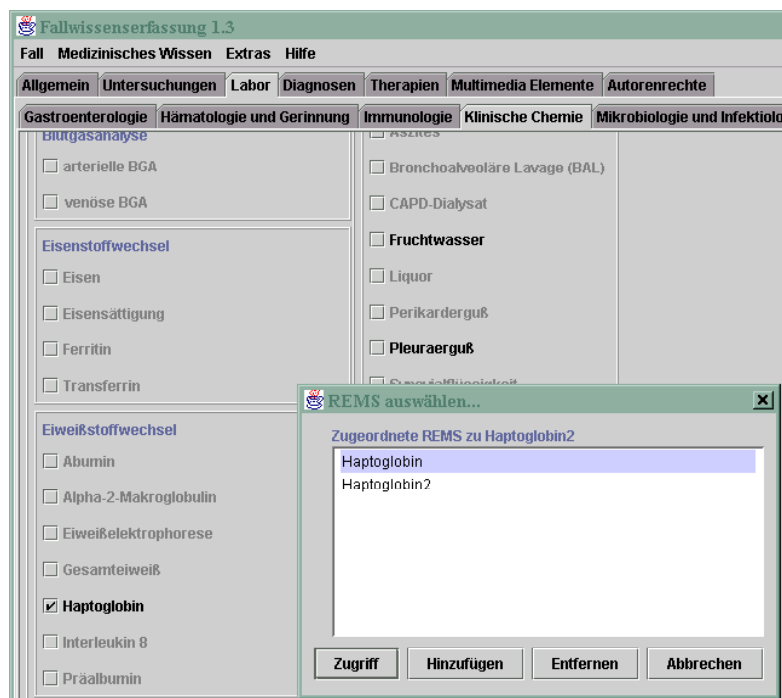 Fallwissenserfassung 1.3
Fall Medizinisches Wissen Extras Hilfe
Allgemein Untersuchungen Labor Diagnosen Therapien Multimedia Elemente Autorenrechte
Gastroenterologie Hämatologie und Gerinnung Immunologie Klinische Chemie Mikrobiologie und Infektiolo
Blutgasanalyse
arterielle BGA
venöse BGA
Eisenstoffwechsel
Eisen
Eisensättigung
Ferritin
Transferrin
Eiweißstoffwechsel
Abumin
Alpha-2-Makroglobulin
Eiweißelektrophorese
Gesamteiweiß
Haptoglobin
Interleukin 8
Präalbumin
Aszites
Bronchoalveoläre Lavage (BAL)
CAPD-Dialysat
Fruchtwasser
Liquor
Perikarderguß
Pleuraerguß
REMS auswählen...
Zugeordnete REMS zu Haptoglobin2
Haptoglobin
Haptoglobin2
Zugriff Hinzufügen Entfernen Abbrechen